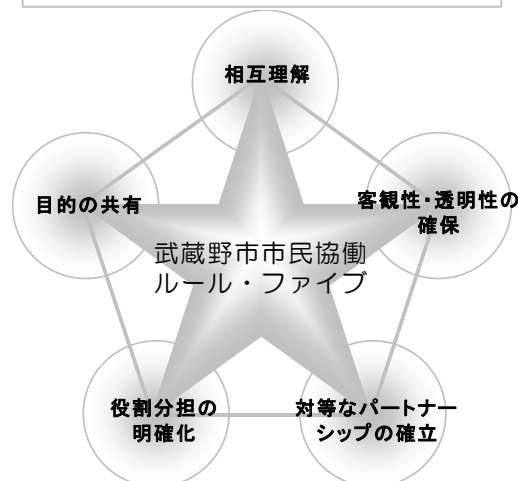 相互理解
目的の共有
客観性・透明性の
確保
武蔵野市市民協働
ルール・ファイブ
役割分担の
明確化
対等なパートナー
シップの確立